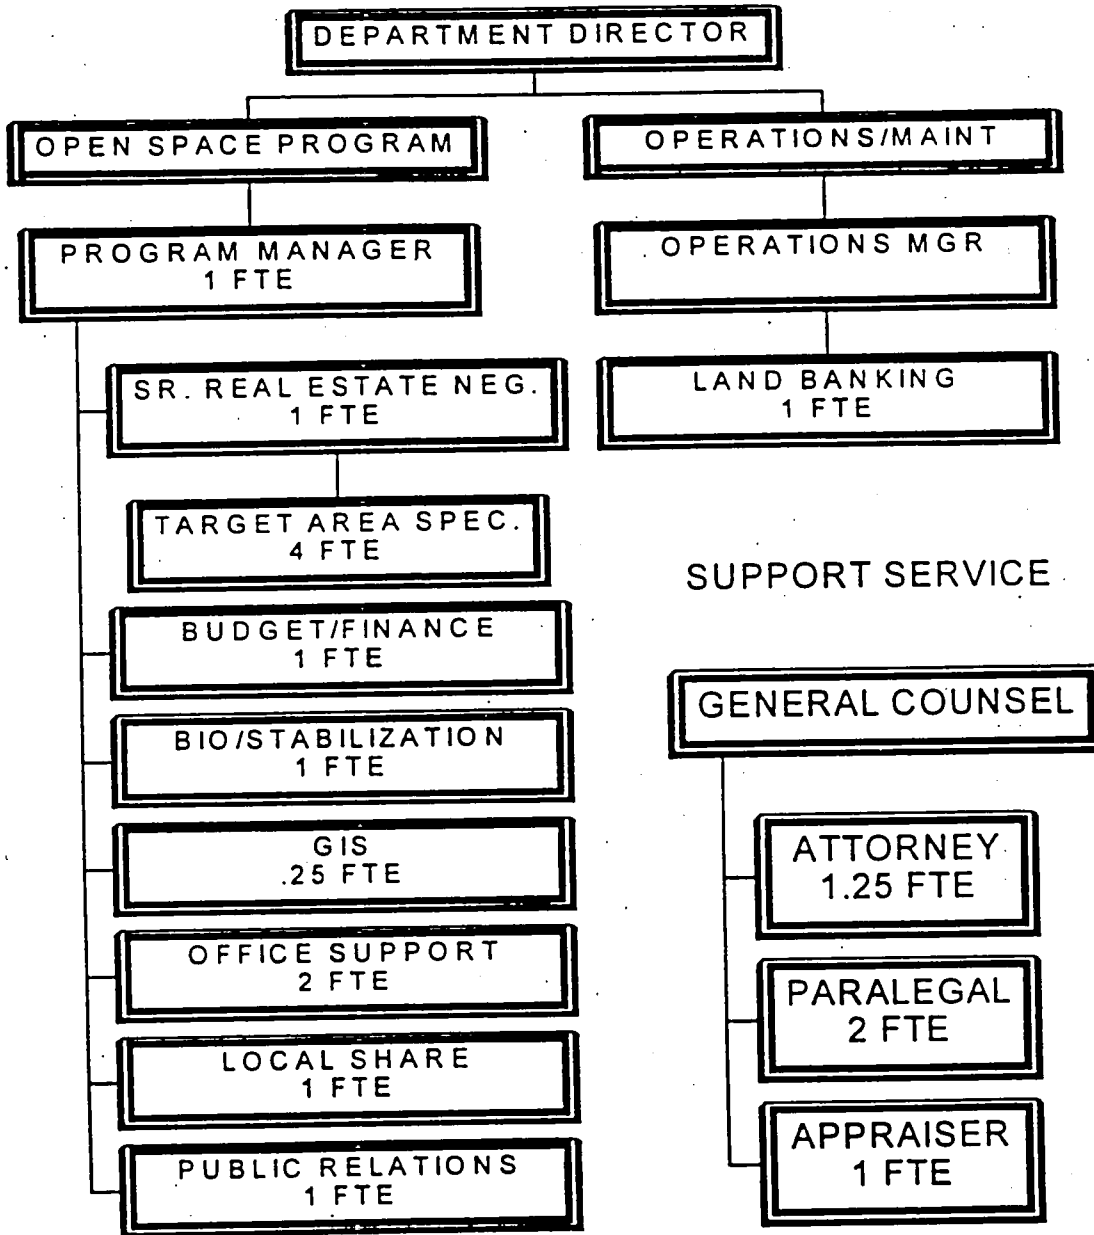 DEPARTMENT DIRECTOR
OPEN SPACE PROGRAM
OPERATIONS/MAINT
PROGRAM MANAGER
1 FTE
OPERATIONS MGR
SR. REAL ESTATE NEG.
1 FTE
LAND BANKING
1 FTE
TARGET AREA SPEC.
4 FTE
SUPPORT SERVICE
BUDGET/FINANCE
1 FTE
GENERAL COUNSEL
BIO/STABILIZATION
1 FTE
GIS
.25 FTE
ATTORNEY
1.25 FTE
OFFICE SUPPORT
2 FTE
PARALEGAL
2 FTE
LOCAL SHARE
1 FTE
APPRAISER
1 FTE
PUBLIC RELATIONS
1 FTE